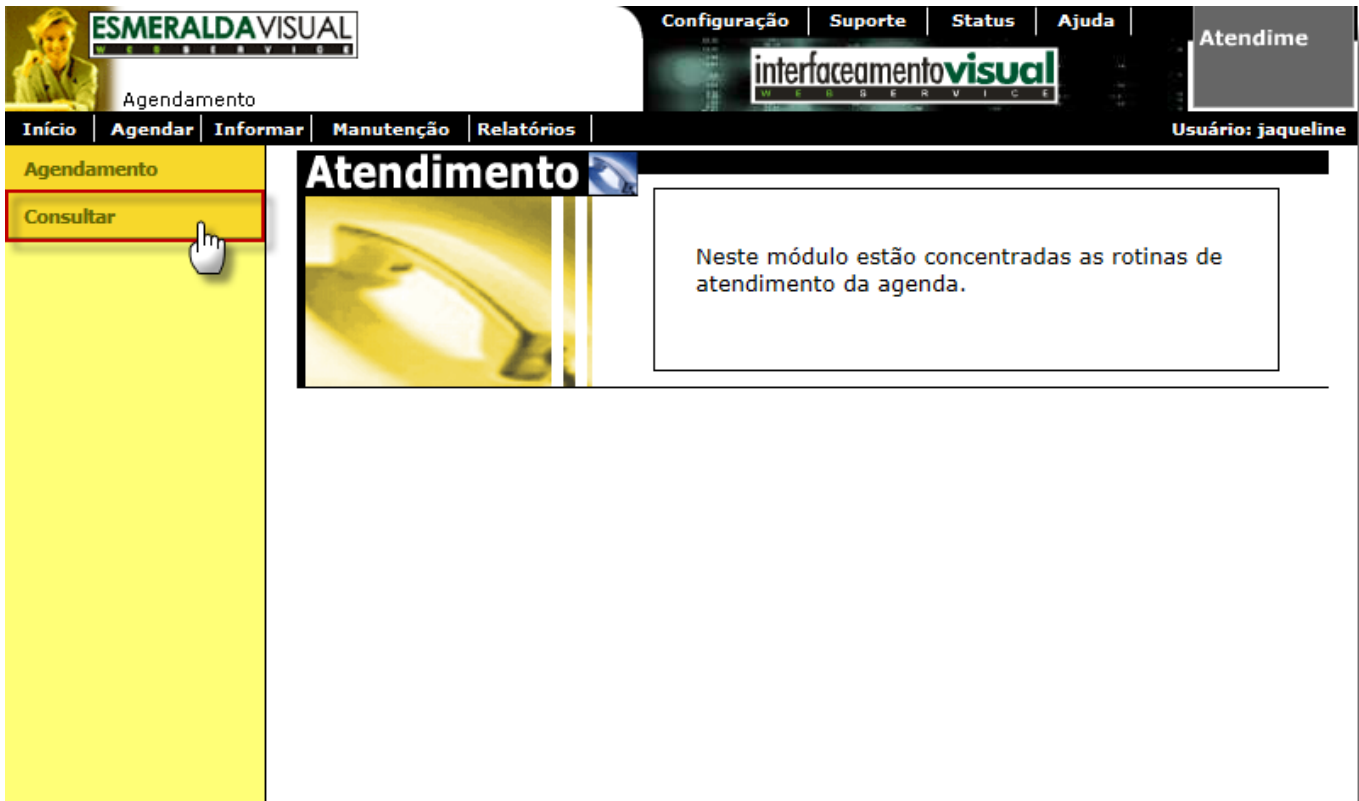 ESMERALDAVISUAL
WEBSERVICE
Agendamento
Configuração Suporte Status Ajuda
interfaceamentovisual
WEBSERVICE
Atendime
Início Agendar Informar Manutenção Relatórios
Usuário: jaqueline
Agendamento
Consultar
Atendimento
Neste módulo estão concentradas as rotinas de
atendimento da agenda.